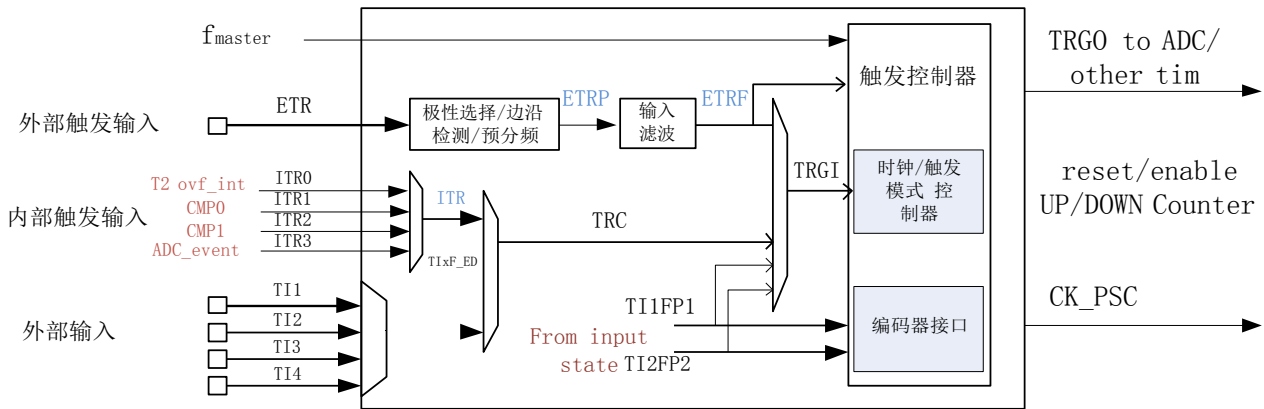 fmaster
TRGO to ADC/
other tim
触发控制器
ETR
ETRP
ETRF
外部触发输入
极性选择/边沿
检测/预分频
输入
滤波
TRGI
时钟/触发
模式 控
制器
reset/enable
UP/DOWN Counter
T2 ovf_int
ITR0
ITR
内部触发输入
CMP0
ITR1
CMP1
ITR2
ADC_event
ITR3
TRC
TIxF_ED
TI1
外部输入
TI2
TI3
TI4
TI1FP1
From input
state
TI2FP2
编码器接口
CK_PSC